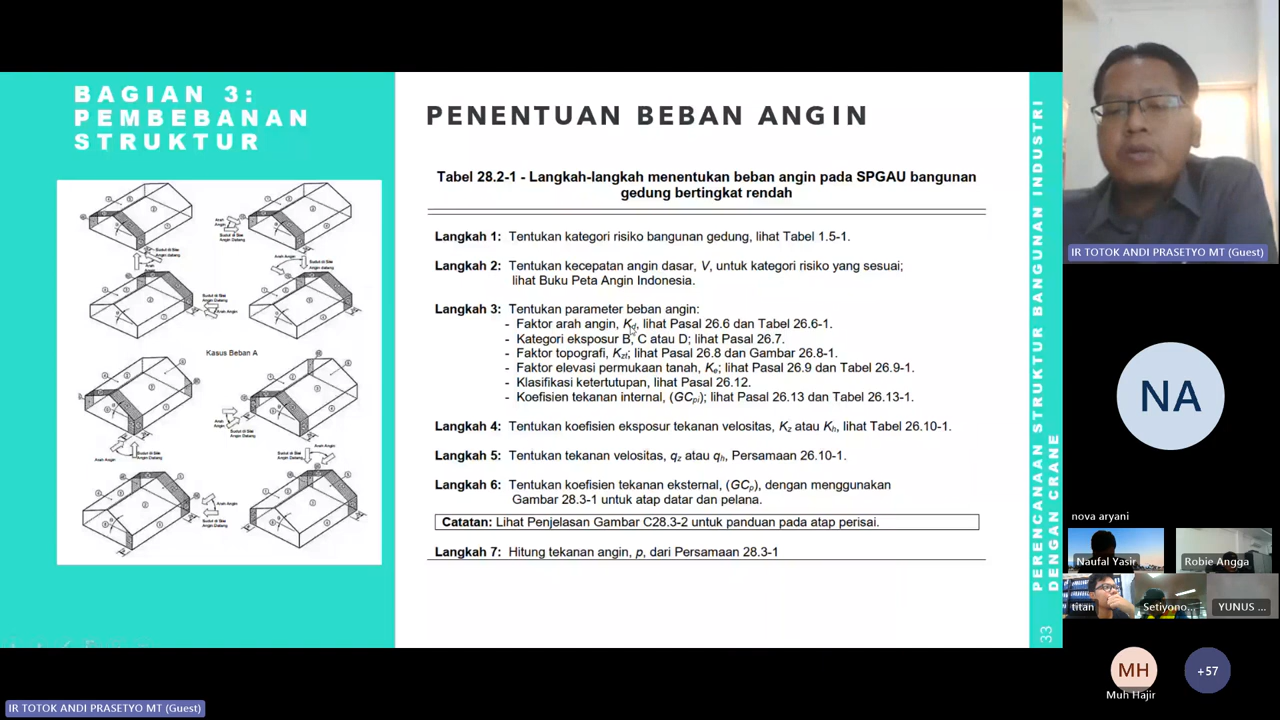 BAGIAN 3:
PEMBEBANAN
STRUKTUR
Kasus Beban A
PENENTUAN BEBAN ANGIN
Tabel 28.2-1 - Langkah-langkah menentukan beban angin pada SPGAU bangunan
gedung bertingkat rendah
Langkah 1: Tentukan kategori risiko bangunan gedung, lihat Tabel 1.5-1.
Langkah 2: Tentukan kecepatan angin dasar, V, untuk kategori risiko yang sesuai;
lihat Buku Peta Angin Indonesia.
Langkah 3: Tentukan parameter beban angin:
- Faktor arah angin, Kd, lihat Pasal 26.6 dan Tabel 26.6-1.
- Kategori eksposur B, C atau D; lihat Pasal 26.7.
- Faktor topografi, Kzt; lihat Pasal 26.8 dan Gambar 26.8-1.
- Faktor elevasi permukaan tanah, Ke; lihat Pasal 26.9 dan Tabel 26.9-1.
- Klasifikasi ketertutupan, lihat Pasal 26.12.
- Koefisien tekanan internal, (GCpi); lihat Pasal 26.13 dan Tabel 26.13-1.
Langkah 4: Tentukan koefisien eksposur tekanan velositas, Kz atau Kh, lihat Tabel 26.10-1.
Langkah 5: Tentukan tekanan velositas, qz atau qh, Persamaan 26.10-1.
Langkah 6: Tentukan koefisien tekanan eksternal, (GCp), dengan menggunakan
Gambar 28.3-1 untuk atap datar dan pelana.
Catatan: Lihat Penjelasan Gambar C28.3-2 untuk panduan pada atap perisai.
Langkah 7: Hitung tekanan angin, p, dari Persamaan 28.3-1
PERENCANAAN STRUKTUR BANGUNAN INDUSTRI
DENGAN CRANE
33
IR TOTOK ANDI PRASETYO MT (Guest)
NA
nova aryani
Naufal Yasir
Robie Angga
titan
Setiyono...
YUNUS ...
MH
Muh Hajir
+57
IR TOTOK ANDI PRASETYO MT (Guest)